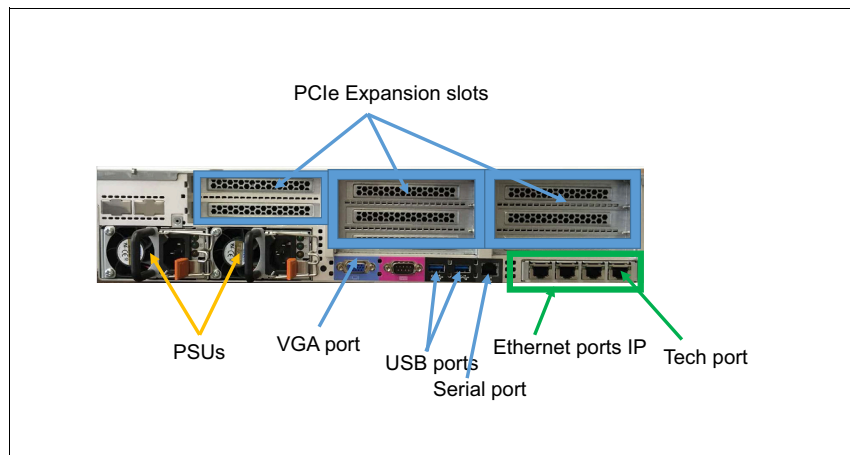 PCIe Expansion slots
PSUs
VGA port
USB ports
Serial port
Ethernet ports IP
Tech port